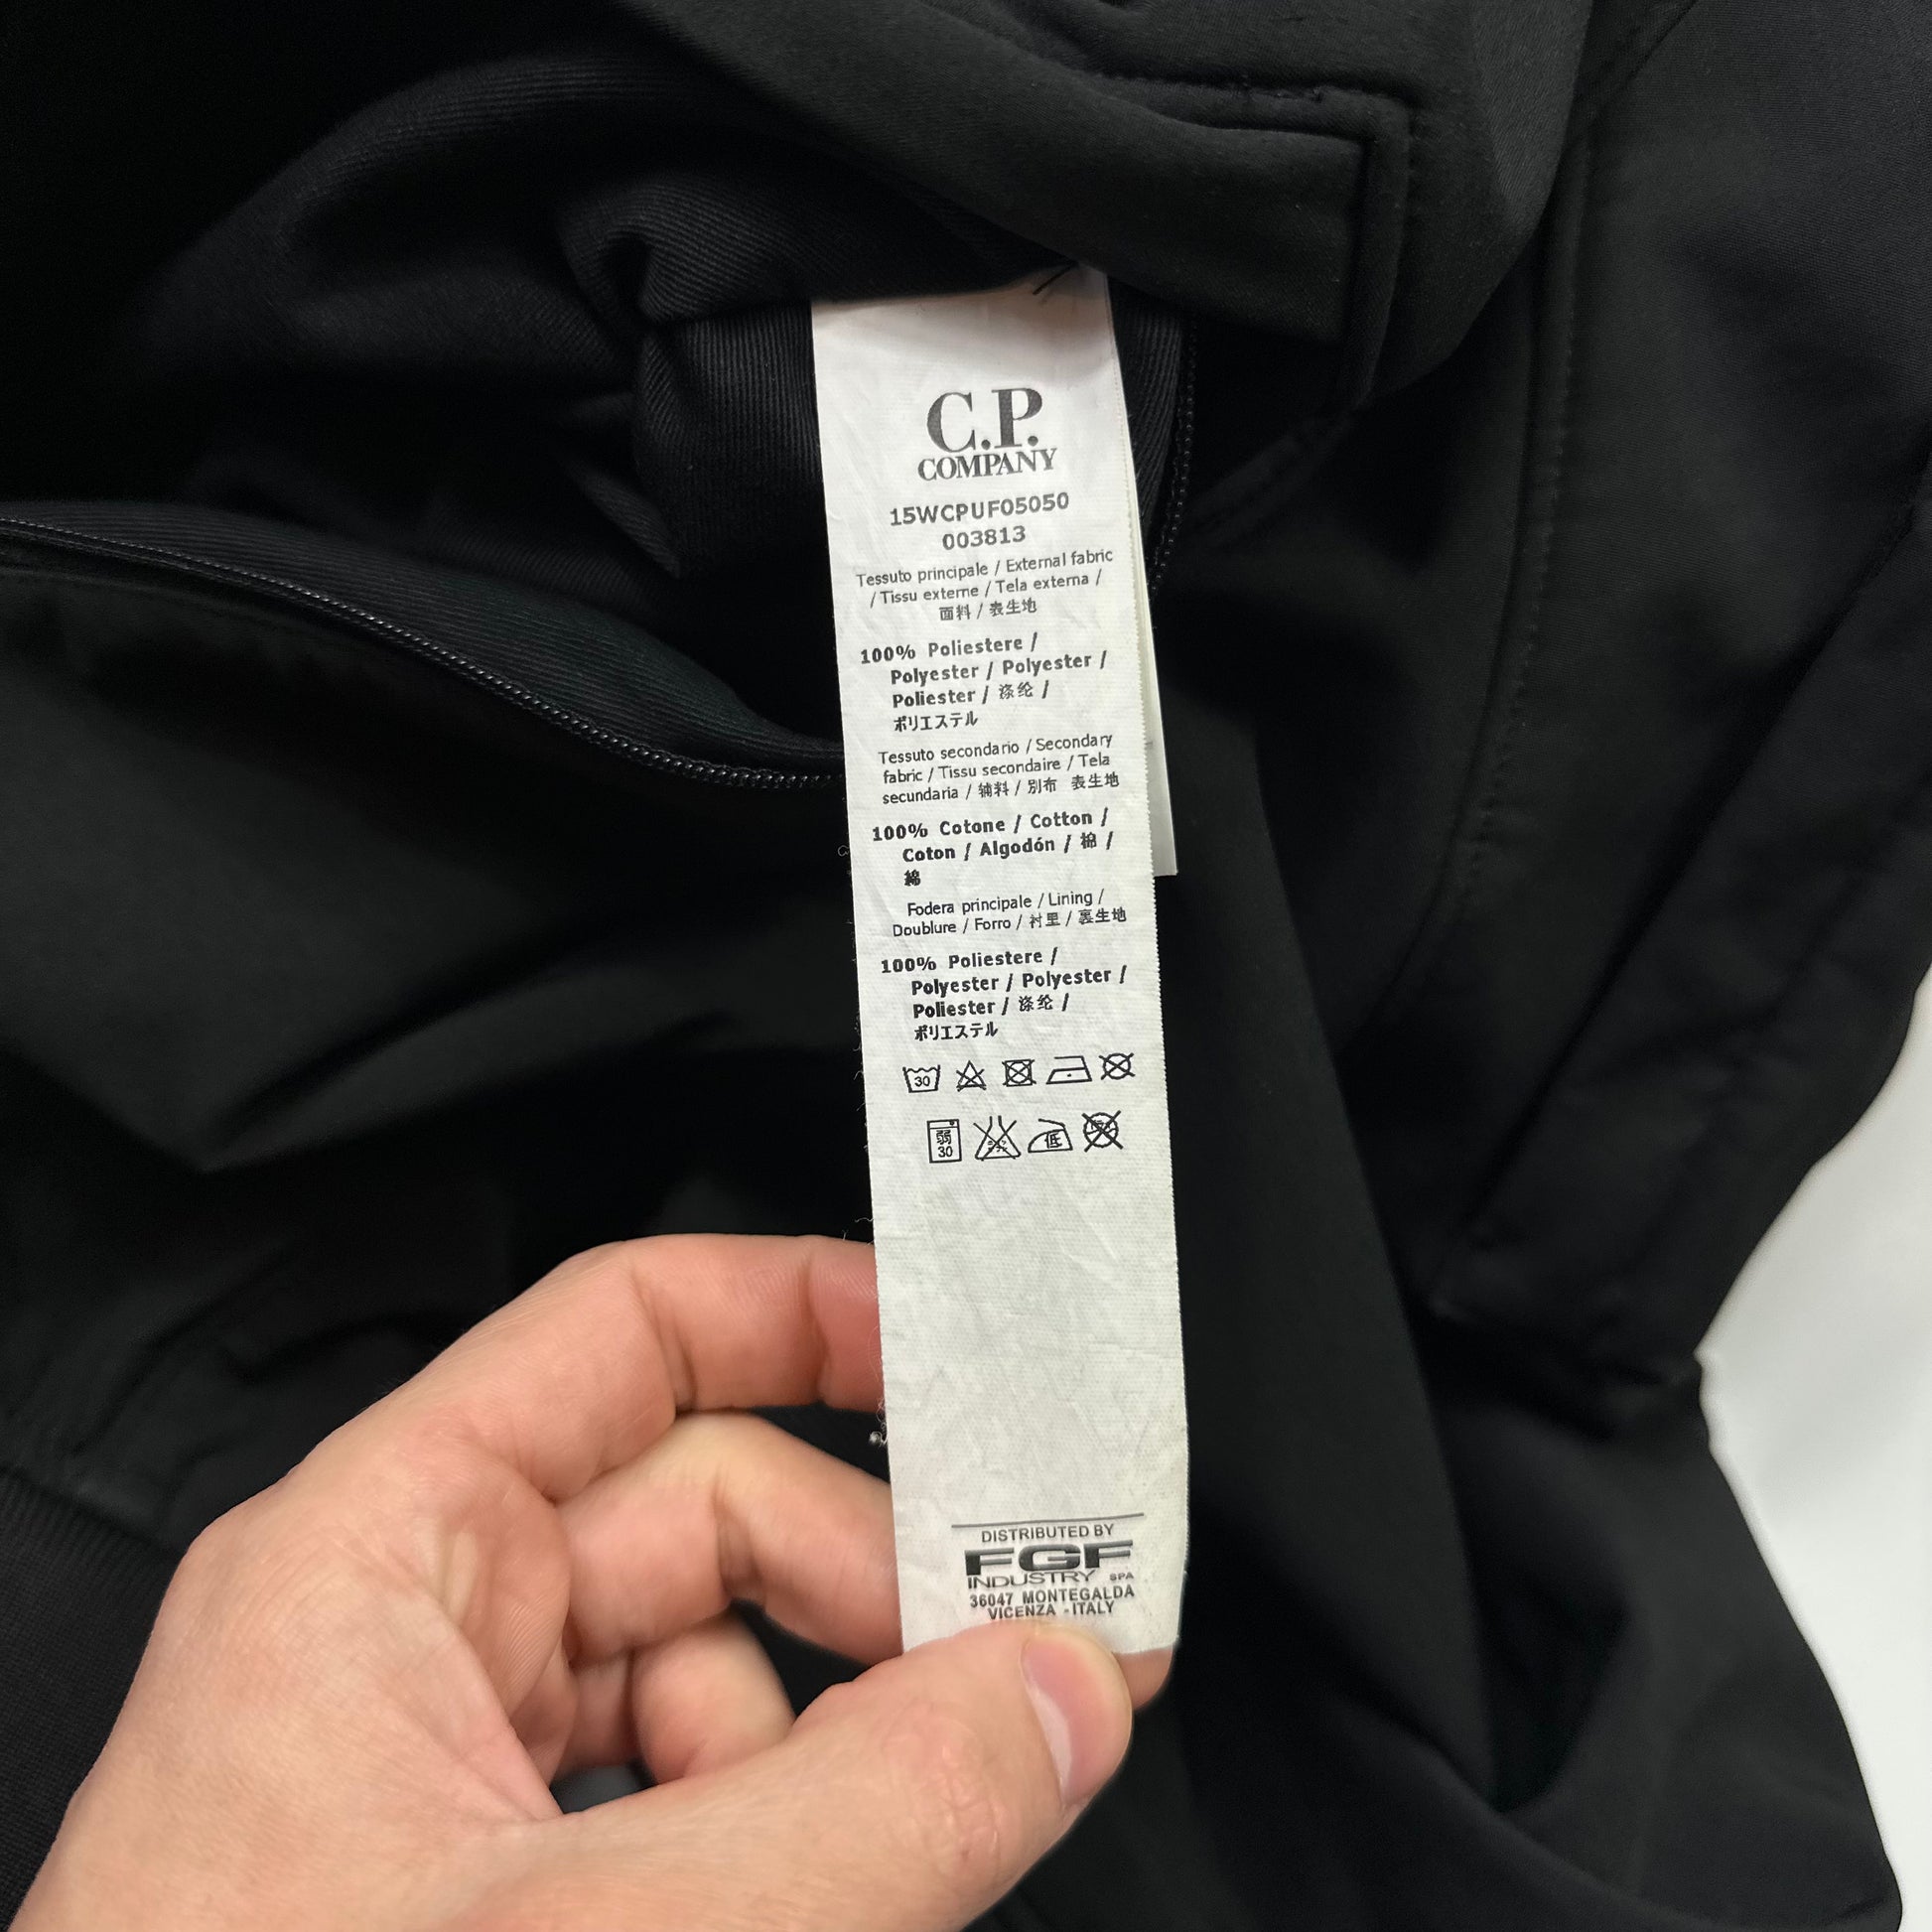 C.P.
COMPANY
15WCPUF05050
003813
Tessuto principale / External fabric
/ Tissu externe / Tela externa /
面料 / 表生地
100% Poliestere /
Polyester / Polyester /
Poliester / 涤纶 /
ポリエステル
Tessuto secondario / Secondary
fabric / Tissu secondaire / Tela
secundaria / 辅料 / 別布 表生地
100% Cotone / Cotton /
Coton / Algodón / 棉 /
綿
Fodera principale / Lining /
Doublure / Forro / 衬里 / 裏生地
100% Poliestere /
Polyester / Polyester /
Poliester / 涤纶 /
ポリエステル
30
弱
30
低
DISTRIBUTED BY
FGF
INDUSTRY SPA
36047 MONTEGALDA
VICENZA - ITALY